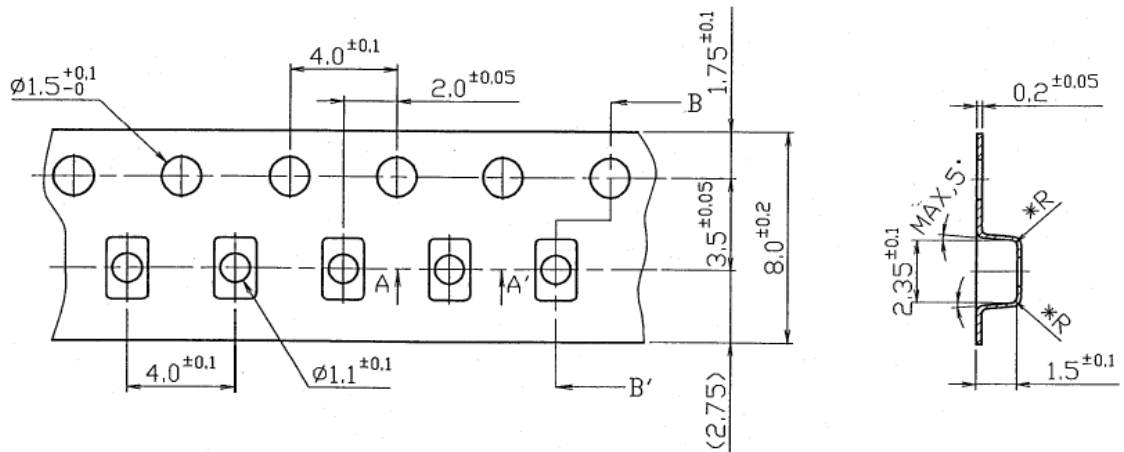 4.0±0.1
2.0±0.05
ø1.5+0.1-0
B
1.75±0.1
3.5±0.05
8.0±0.2
(2.75)
A
A'
4.0±0.1
ø1.1±0.1
B'
0.2±0.05
MAX,5°
2.35±0.1
*R
*R
1.5±0.1